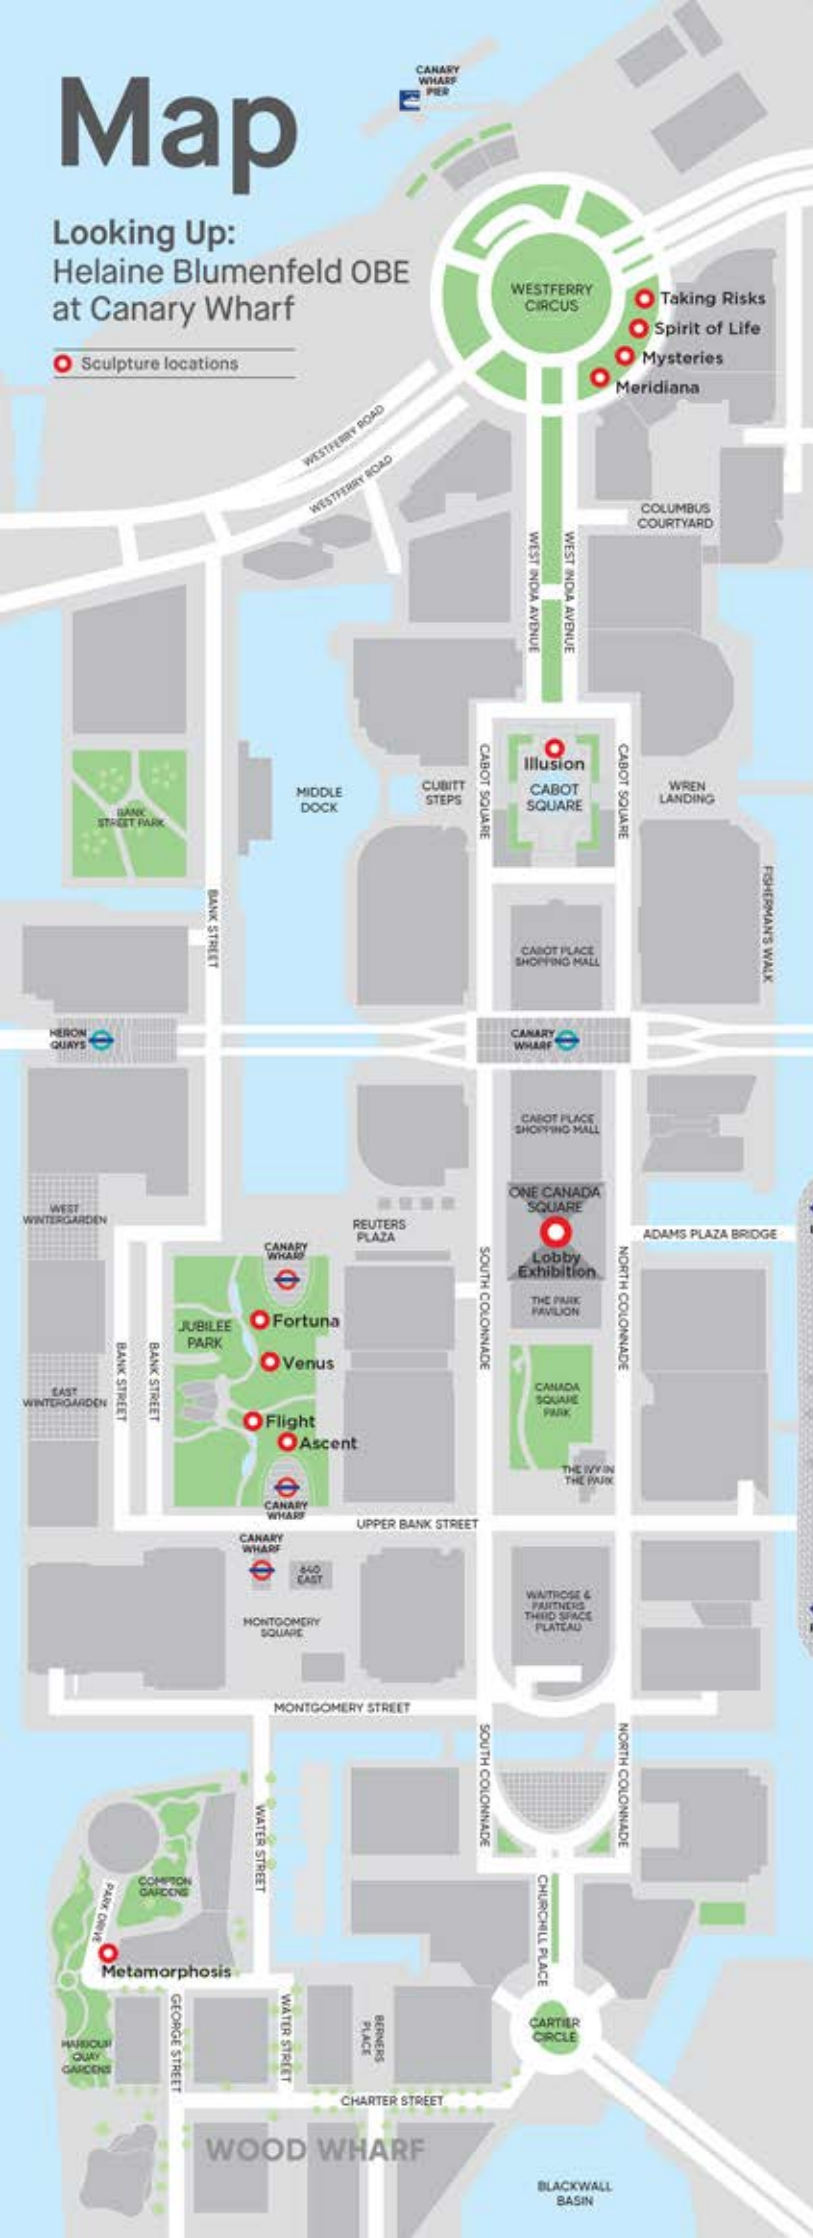 Map
CANARY
WHARF
PIER
Looking Up:
Helaine Blumenfeld OBE
at Canary Wharf
Sculpture locations
WESTFERRY
CIRCUS
Taking Risks
Spirit of Life
Mysteries
Meridiana
WESTFERRY ROAD
WESTFERRY ROAD
COLUMBUS
COURTYARD
WEST INDIA AVENUE
WEST INDIA AVENUE
Illusion
CABOT
SQUARE
CABOT SQUARE
CABOT SQUARE
MIDDLE
DOCK
CUBITT
STEPS
WREN
LANDING
BANK
STREET PARK
BANK STREET
FISHERMAN'S WALK
CABOT PLACE
SHOPPING MALL
HERON
QUAYS
CANARY
WHARF
CABOT PLACE
SHOPPING MALL
WEST
WINTERGARDEN
ONE CANADA
SQUARE
Lobby
Exhibition
REUTERS
PLAZA
ADAMS PLAZA BRIDGE
CANARY
WHARF
THE PARK
PAVILION
SOUTH COLONNADE
NORTH COLONNADE
JUBILEE
PARK
Fortuna
Venus
Flight
Ascent
BANK STREET
BANK STREET
EAST
WINTERGARDEN
CANADA
SQUARE
PARK
THE IVY IN
THE PARK
CANARY
WHARF
UPPER BANK STREET
CANARY
WHARF
640
EAST
MONTGOMERY
SQUARE
WAITROSE &
PARTNERS
THIRD SPACE
PLATEAU
MONTGOMERY STREET
SOUTH COLONNADE
NORTH COLONNADE
WATER STREET
COMPTON
GARDENS
PARK DRIVE
Metamorphosis
CHURCHILL PLACE
GEORGE STREET
WATER STREET
BERNERS
PLACE
CARTIER
CIRCLE
HARBOUR
QUAY
GARDENS
CHARTER STREET
WOOD WHARF
BLACKWALL
BASIN